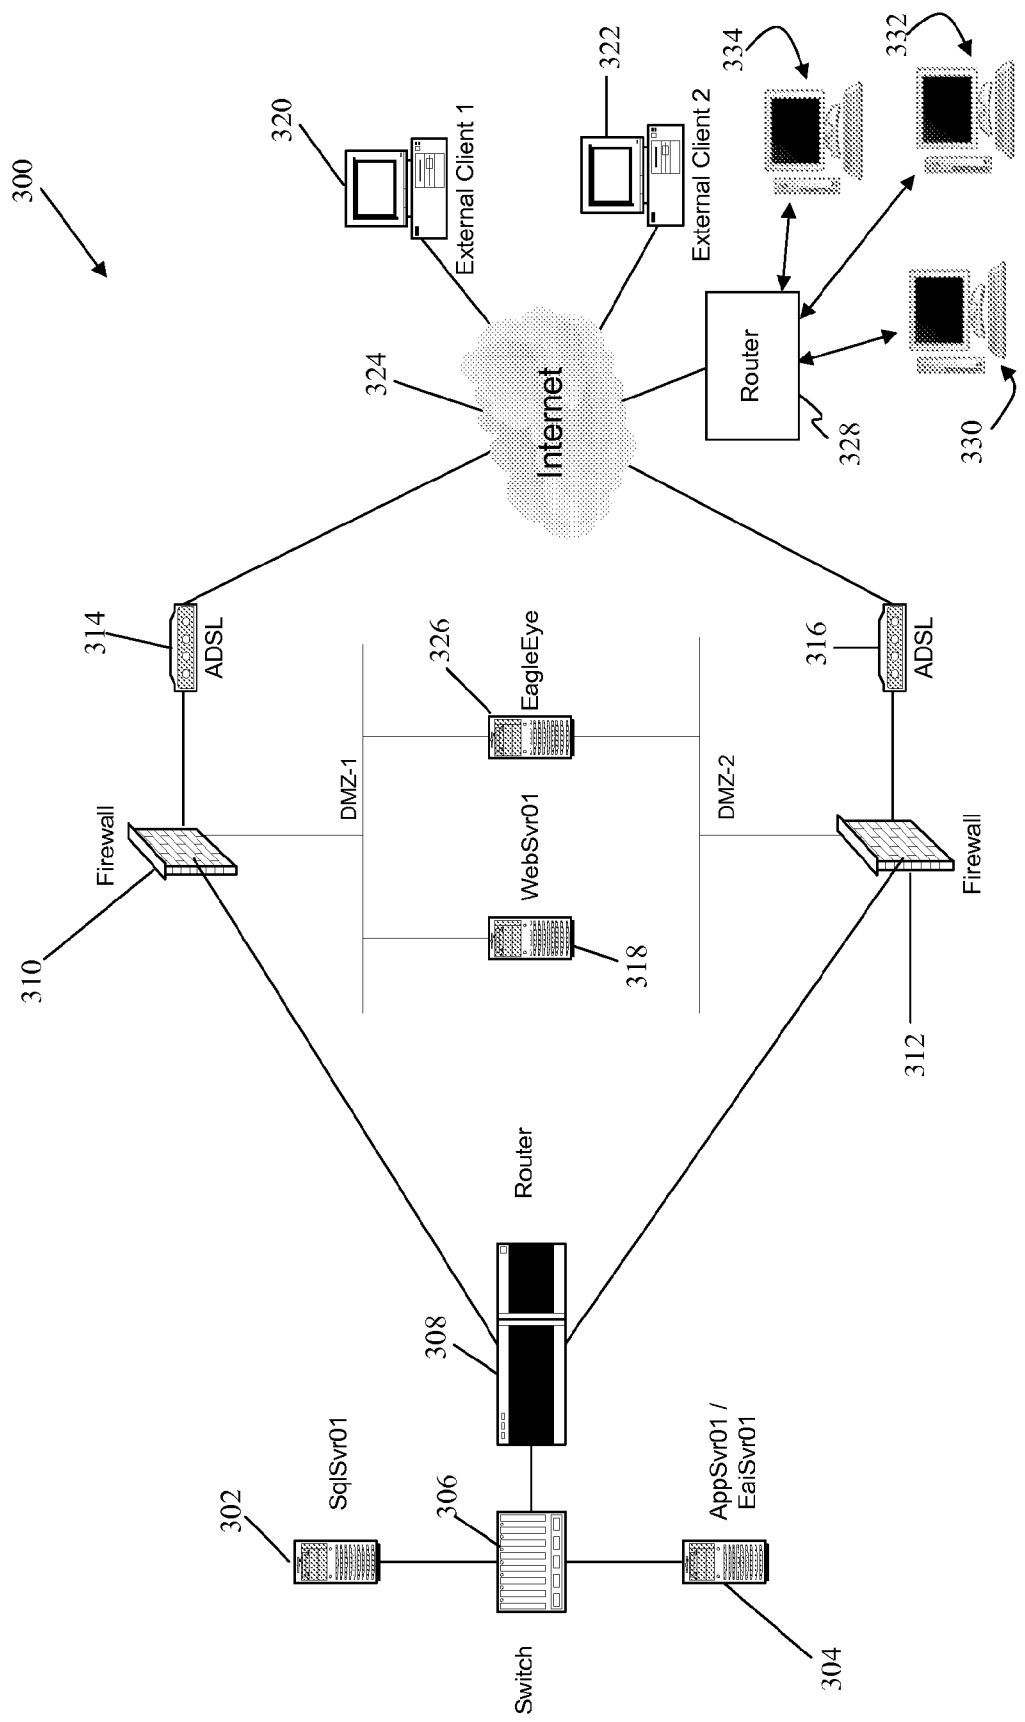 300
320
External Client 1
322
External Client 2
334
332
324
Internet
Router
328
330
314
ADSL
316
ADSL
326
EagleEye
DMZ-1
DMZ-2
WebSvr01
318
Firewall
310
Firewall
312
Router
308
SqlSvr01
302
306
Switch
AppSvr01 /
EaiSvr01
304